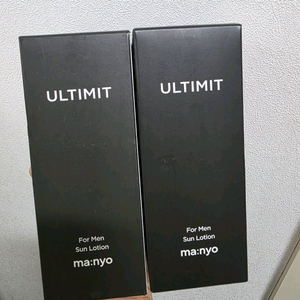 ULTIMIT
For Men
Sun Lotion
ma:nyo
ULTIMIT
For Men
Sun Lotion
ma:nyo